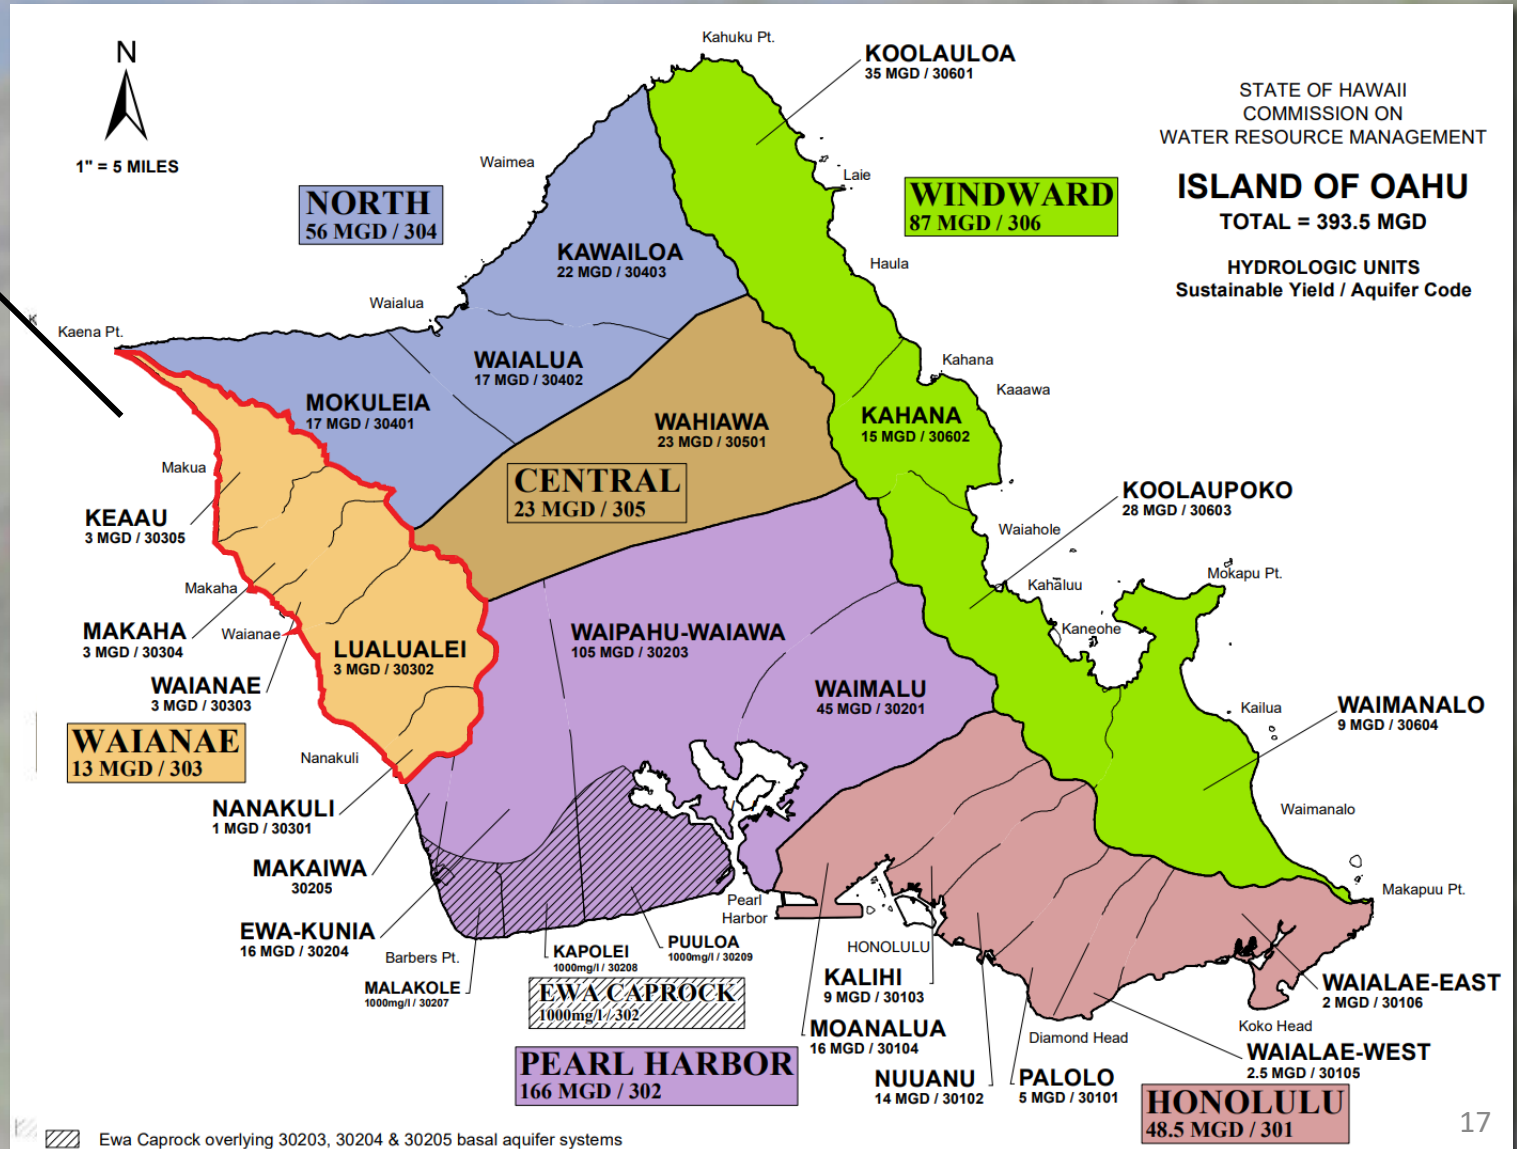 N
1" = 5 MILES
STATE OF HAWAII
COMMISSION ON
WATER RESOURCE MANAGEMENT
ISLAND OF OAHU
TOTAL = 393.5 MGD
HYDROLOGIC UNITS
Sustainable Yield / Aquifer Code
Kahuku Pt.
KOOLAULOA
35 MGD / 30601
Waimea
Laie
NORTH
56 MGD / 304
WINDWARD
87 MGD / 306
KAWAILOA
22 MGD / 30403
Haula
Waialua
Kaena Pt.
WAIALUA
17 MGD / 30402
Kahana
Kaaawa
MOKULEIA
17 MGD / 30401
WAHIAWA
23 MGD / 30501
KAHANA
15 MGD / 30602
Makua
CENTRAL
23 MGD / 305
KOOLAUPOKO
28 MGD / 30603
KEAAU
3 MGD / 30305
Waiahole
Makaha
Kahaluu
Mokapu Pt.
MAKAHA
3 MGD / 30304
Waianae
Kaneohe
LUALUALEI
3 MGD / 30302
WAIPAHU-WAIAWA
105 MGD / 30203
WAIANAE
3 MGD / 30303
WAIMALU
45 MGD / 30201
Kailua
WAIMANALO
9 MGD / 30604
WAIANAE
13 MGD / 303
Nanakuli
NANAKULI
1 MGD / 30301
Waimanalo
MAKAIWA
30205
Makapuu Pt.
EWA-KUNIA
16 MGD / 30204
Pearl
Harbor
Barbers Pt.
MALAKOLE
1000mg/l / 30207
KAPOLEI
1000mg/l / 30208
PUULOA
1000mg/l / 30209
EWA CAPROCK
1000mg/l / 302
HONOLULU
KALIHI
9 MGD / 30103
MOANALUA
16 MGD / 30104
NUUANU
14 MGD / 30102
PALOLO
5 MGD / 30101
Diamond Head
Koko Head
WAIALAE-EAST
2 MGD / 30106
WAIALAE-WEST
2.5 MGD / 30105
PEARL HARBOR
166 MGD / 302
HONOLULU
48.5 MGD / 301
Ewa Caprock overlying 30203, 30204 & 30205 basal aquifer systems
17